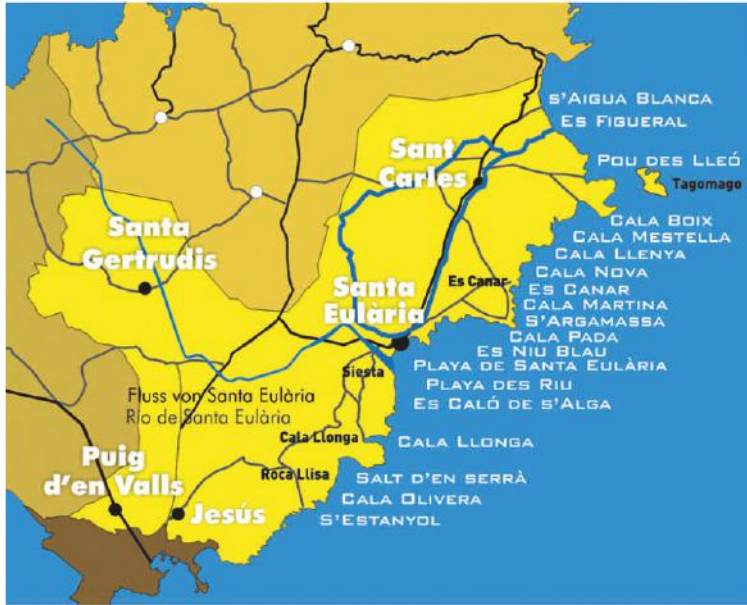 s'Aigua Blanca
Es Figueral
Sant
Carles
Pou des Lleó
Tagomago
Santa
Gertrudis
Cala Boix
Cala Mestella
Cala Llenya
Cala Nova
Es Canar
Es Canar
Santa
Eulària
Cala Martina
s'Argamassa
Cala Pada
Es Niu Blau
Playa de Santa Eulària
Siesta
Playa des Riu
Fluss von Santa Eulària
Río de Santa Eulària
Es Caló de s'Alga
Cala Llonga
Cala Llonga
Puig
d'en Valls
Roca Llisa
Salt d'en Serrà
Cala Olivera
Jesús
s'Estanyol